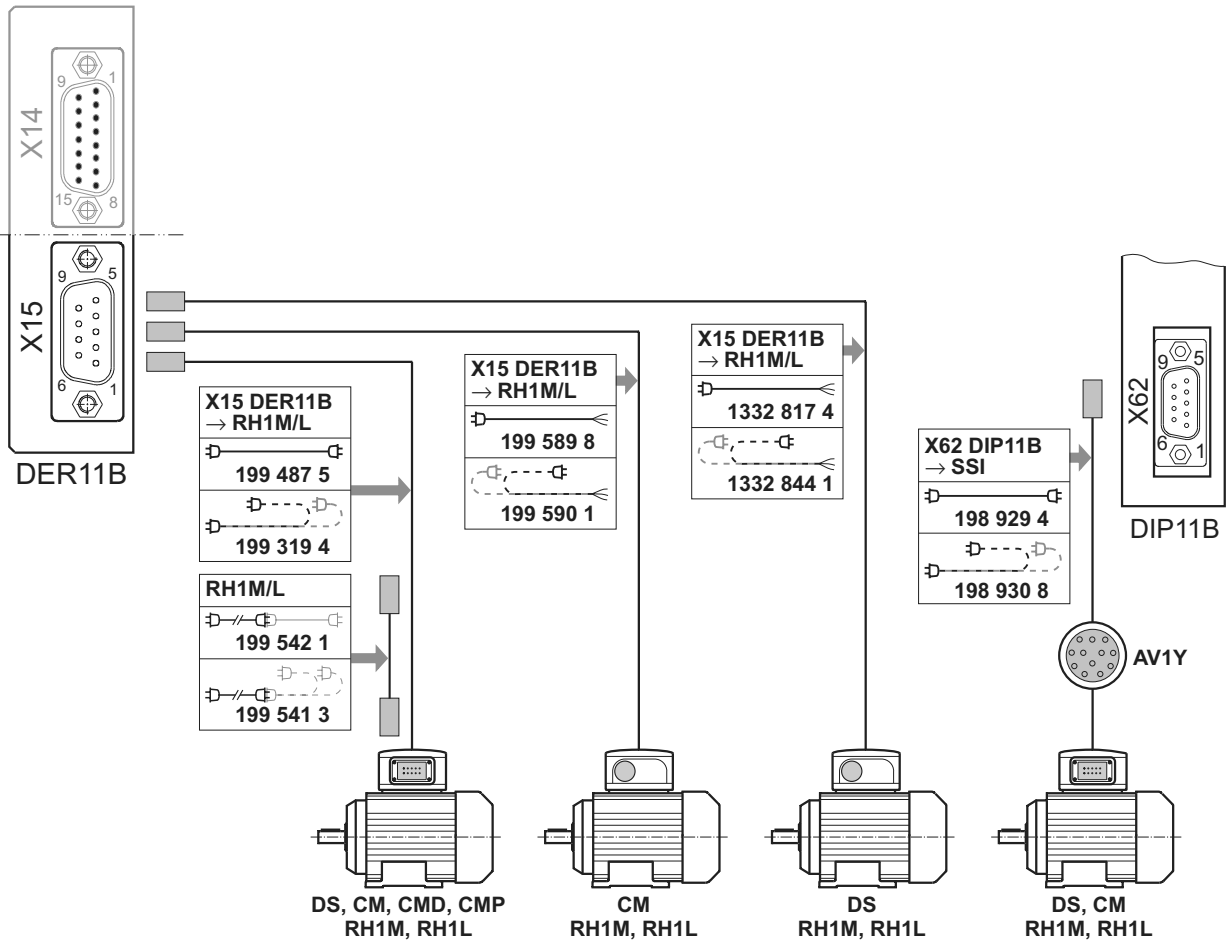 9
1
X14
15
8
9
5
X15
6
1
DER11B
X15 DER11B
→ RH1M/L
199 487 5
199 319 4
RH1M/L
199 542 1
199 541 3
X15 DER11B
→ RH1M/L
199 589 8
199 590 1
X15 DER11B
→ RH1M/L
1332 817 4
1332 844 1
X62 DIP11B
→ SSI
198 929 4
198 930 8
9
5
X62
6
1
DIP11B
AV1Y
DS, CM, CMD, CMP
RH1M, RH1L
CM
RH1M, RH1L
DS
RH1M, RH1L
DS, CM
RH1M, RH1L